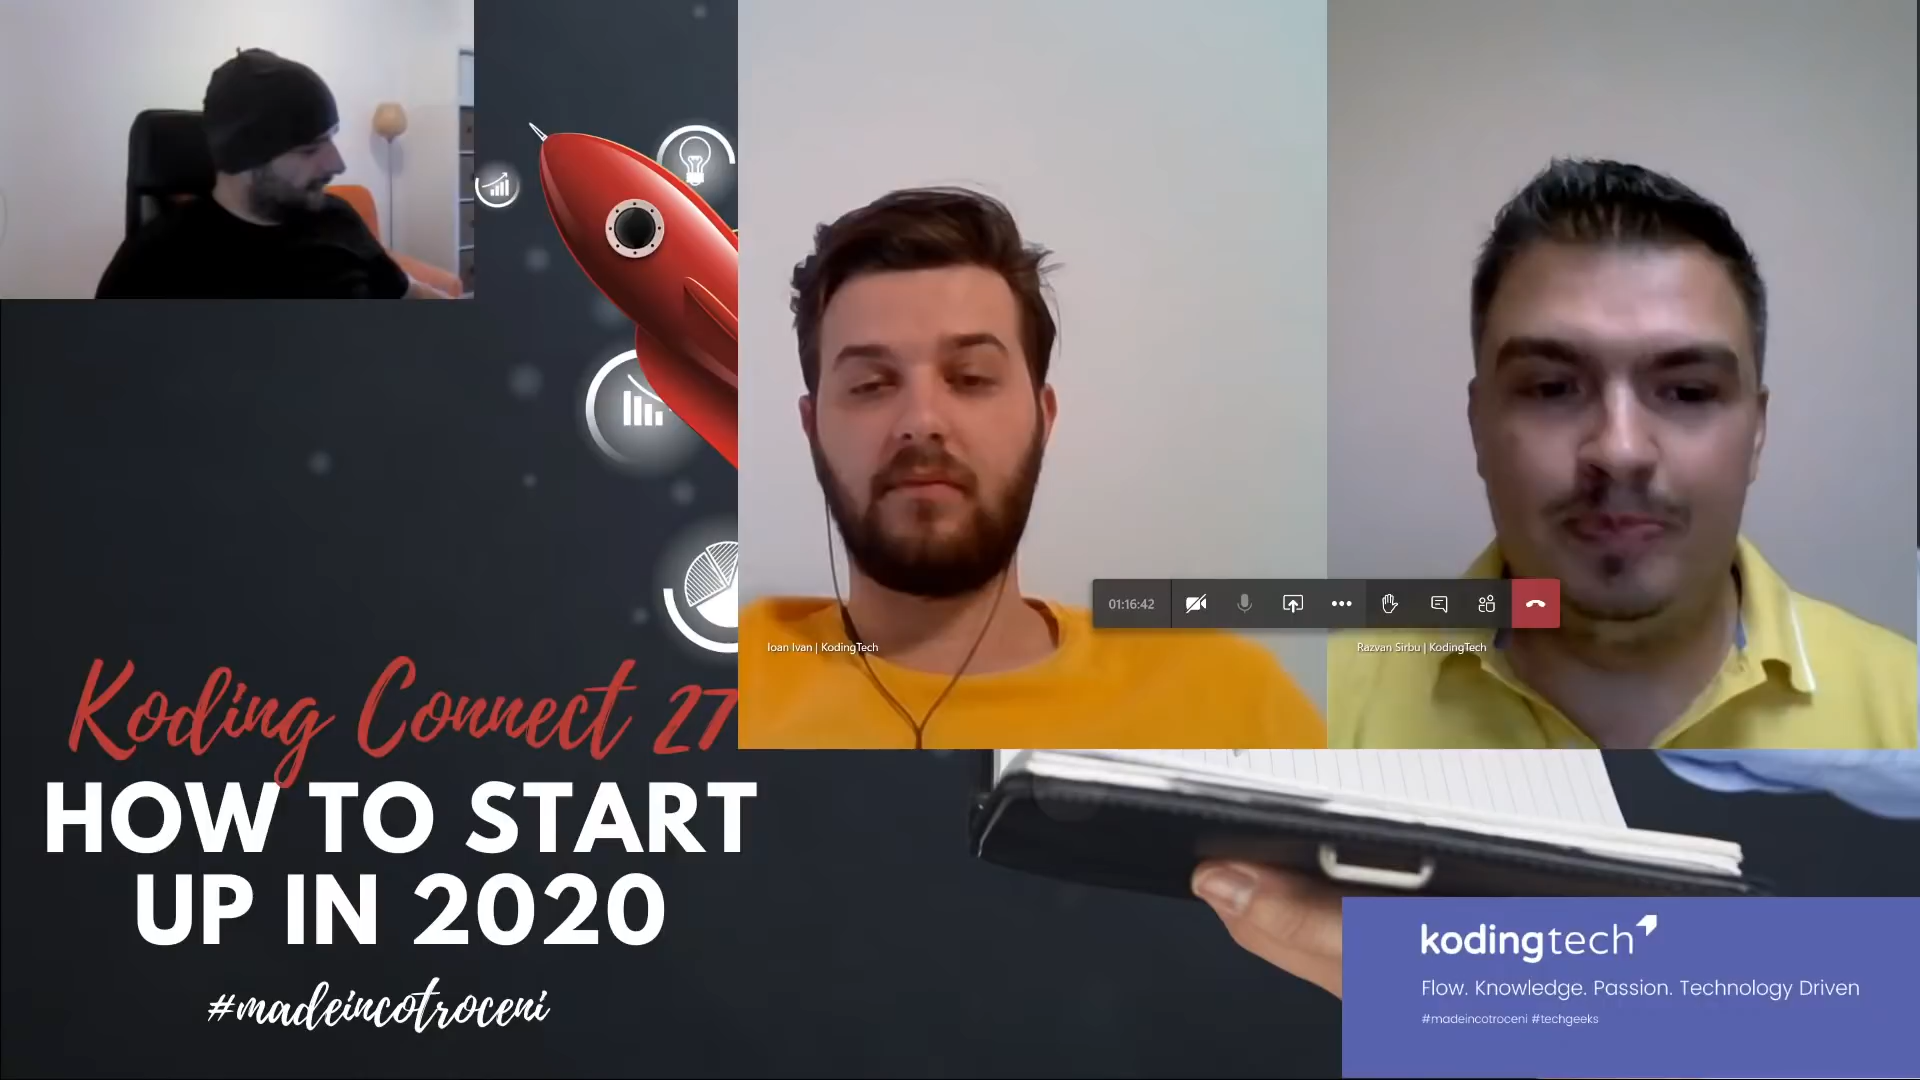 01:16:42
Ioan Ivan | KodingTech
Razvan Sirbu | KodingTech
Koding Connect 27
HOW TO START
UP IN 2020
#madeincotroceni
kodingtech
Flow. Knowledge. Passion. Technology Driven
#madeincotroceni #techgeeks